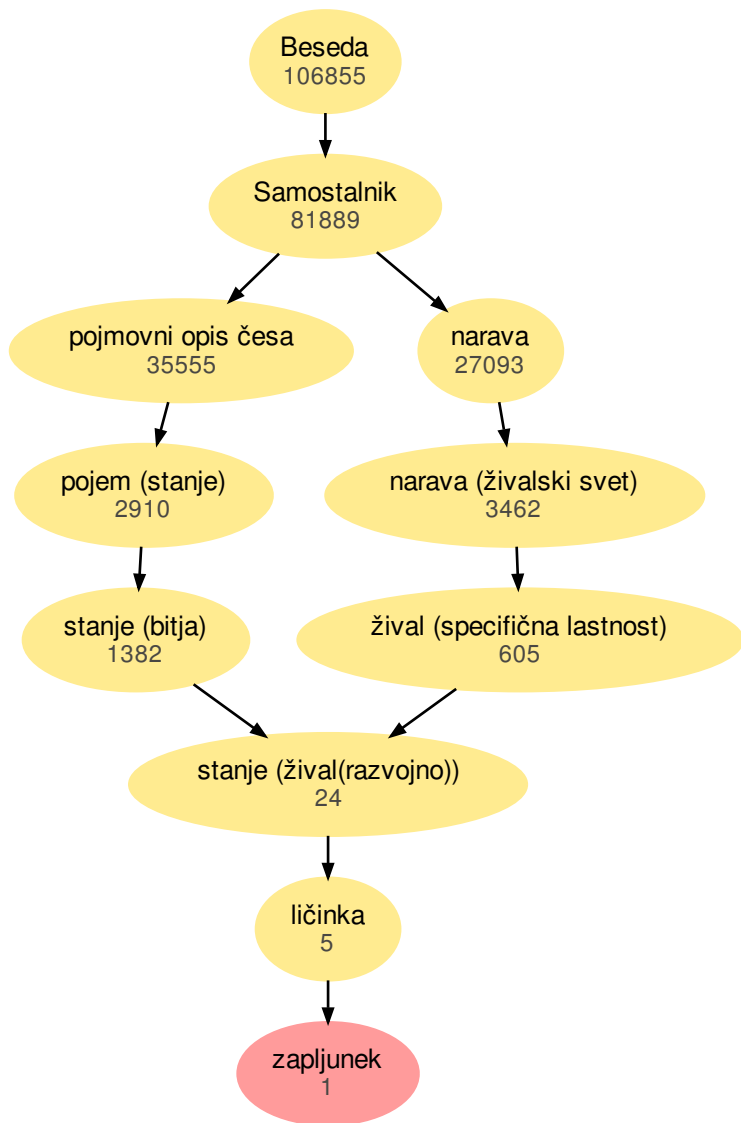 Beseda
106855
Samostalnik
81889
pojmovni opis česa
35555
narava
27093
pojem (stanje)
2910
narava (živalski svet)
3462
stanje (bitja)
1382
žival (specifična lastnost)
605
stanje (žival(razvojno))
24
ličinka
5
zapljunek
1